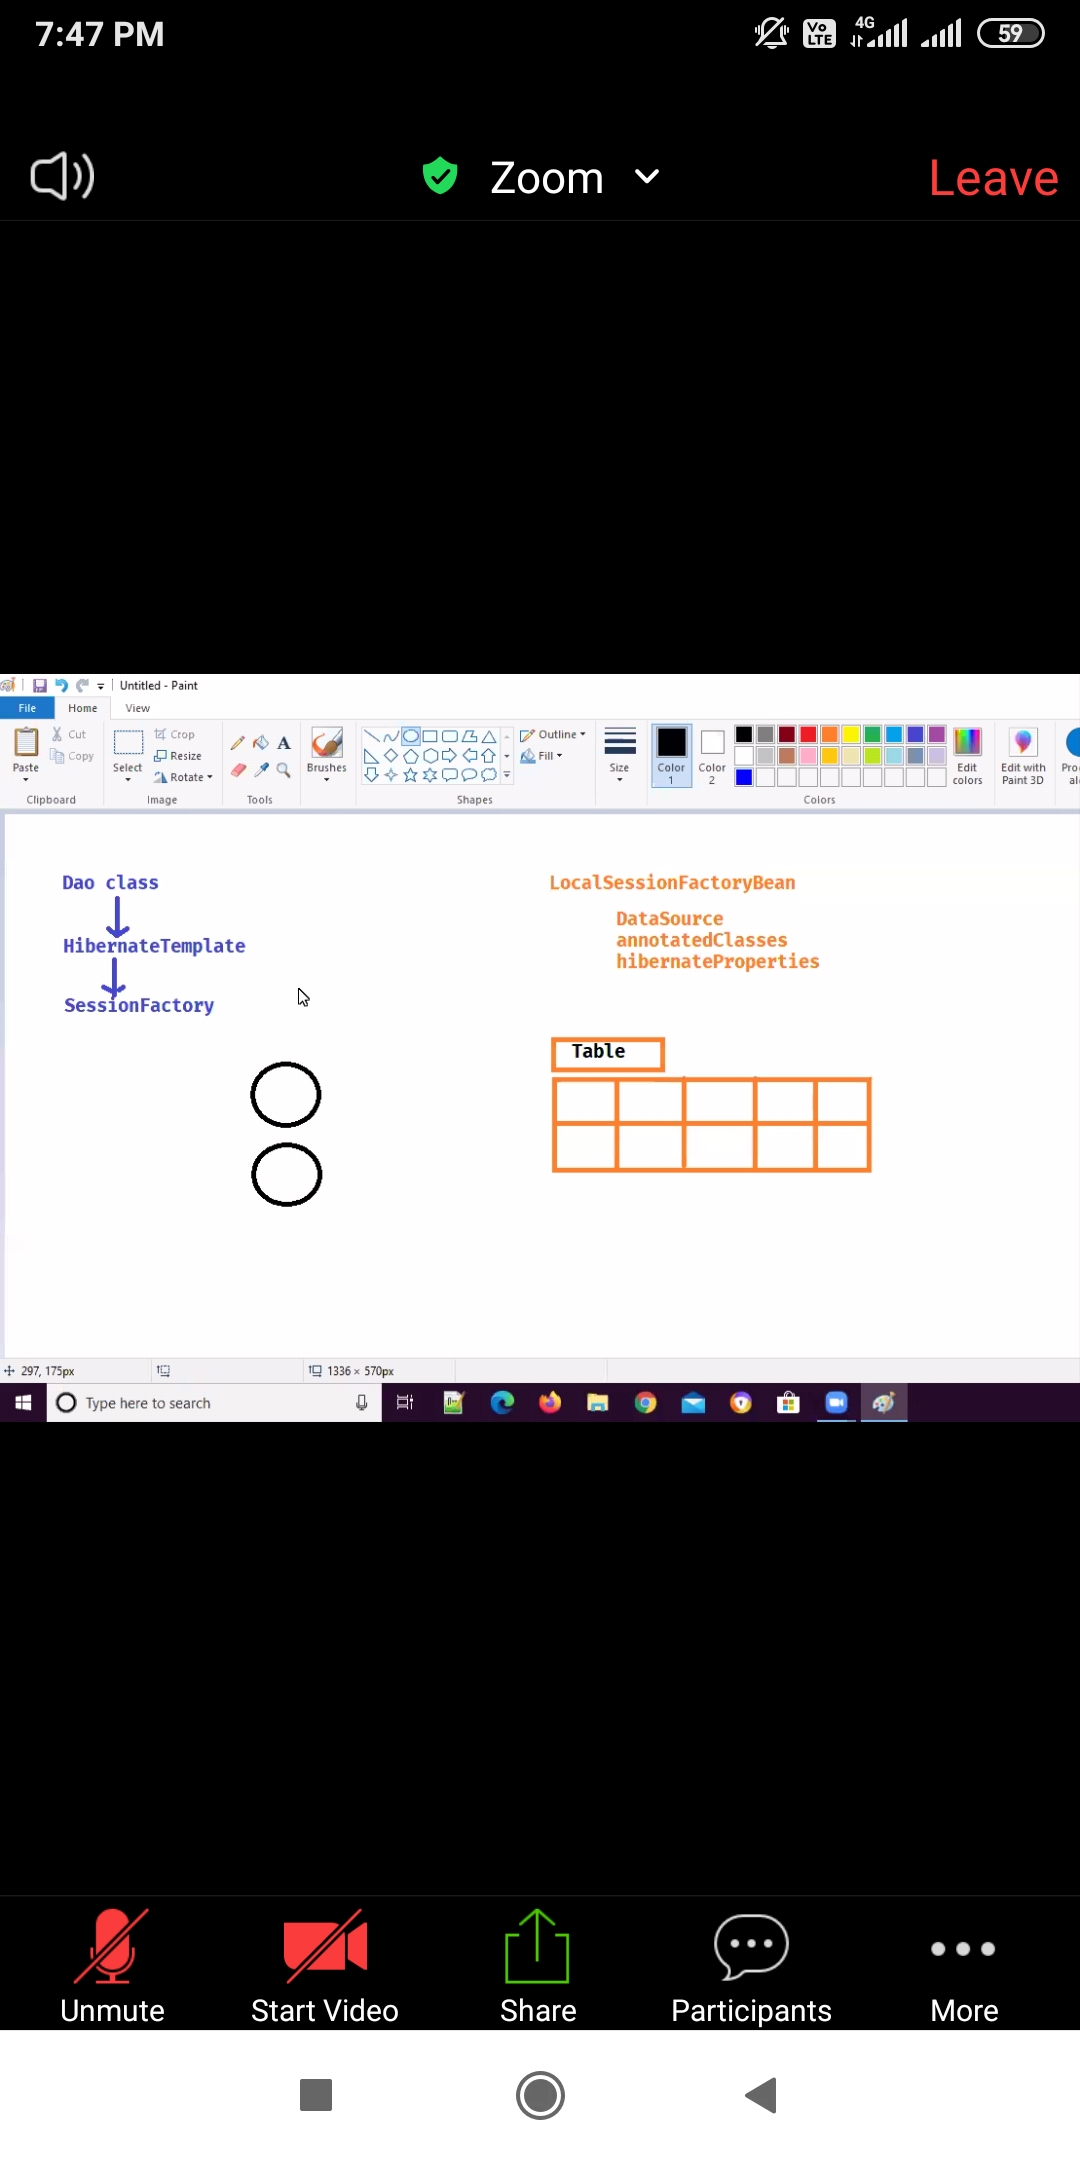 7:47 PM
Vo LTE
4G
59
Zoom
Leave
Untitled - Paint
File Home View
Paste
Cut
Copy
Clipboard
Select
Crop
Resize
Rotate
Image
A
Tools
Brushes
Outline
Fill
Shapes
Size
Color 1
Color 2
Edit colors
Colors
Edit with Paint 3D
Dao class
HibernateTemplate
SessionFactory
LocalSessionFactoryBean
DataSource
annotatedClasses
hibernateProperties
Table
297, 175px
1336 × 570px
Type here to search
Unmute
Start Video
Share
Participants
More